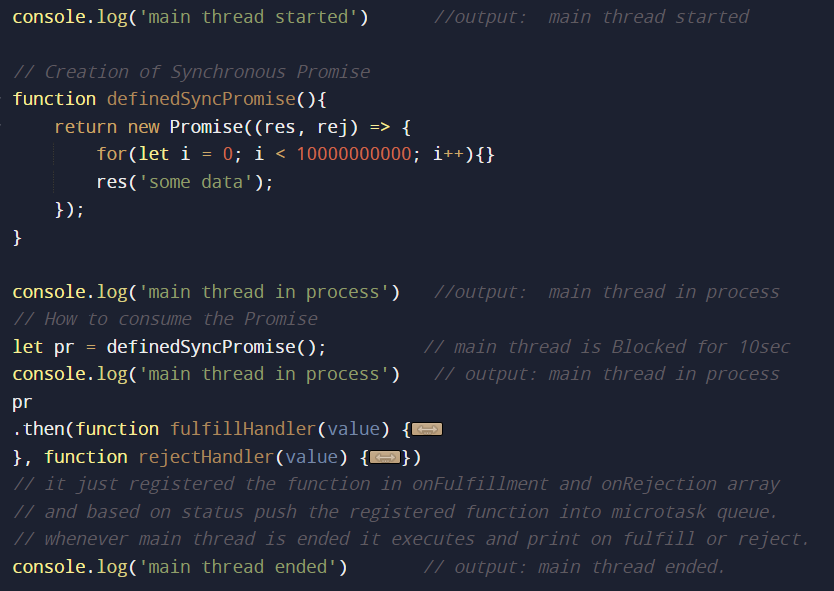 console.log('main thread started')      //output:  main thread started
// Creation of Synchronous Promise
function definedSyncPromise(){
    return new Promise((res, rej) => {
        for(let i = 0; i < 10000000000; i++){}
        res('some data');
    });
}
console.log('main thread in process')   //output:  main thread in process
// How to consume the Promise
let pr = definedSyncPromise();         // main thread is Blocked for 10sec
console.log('main thread in process')   // output: main thread in process
pr
.then(function fulfillHandler(value) {
}, function rejectHandler(value) {})
// it just registered the function in onFulfillment and onRejection array
// and based on status push the registered function into microtask queue.
// whenever main thread is ended it executes and print on fulfill or reject.
console.log('main thread ended')       // output: main thread ended.